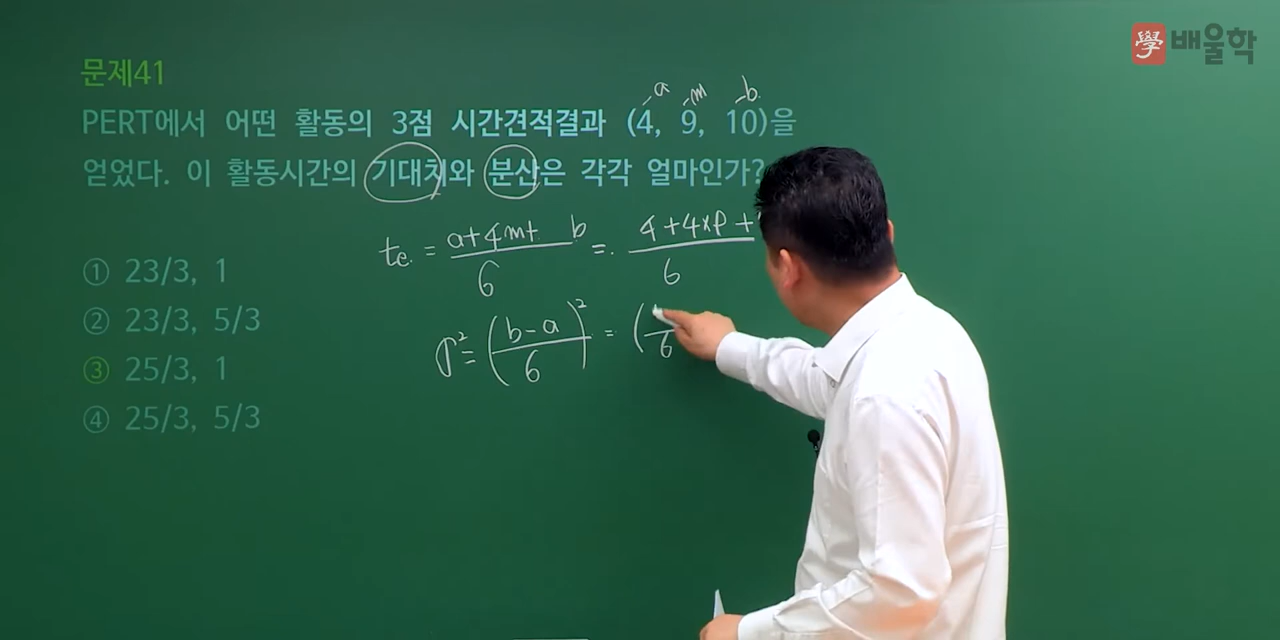 學 배울학
문제41
a m b
PERT에서 어떤 활동의 3점 시간견적결과 (4, 9, 10)을
얻었다. 이 활동시간의 기대치와 분산은 각각 얼마인가?
te = a+4m+ b / 6 = 4+4×9+ / 6
① 23/3, 1
② 23/3, 5/3
σ² = (b-a / 6)² = ( / 6
③ 25/3, 1
④ 25/3, 5/3